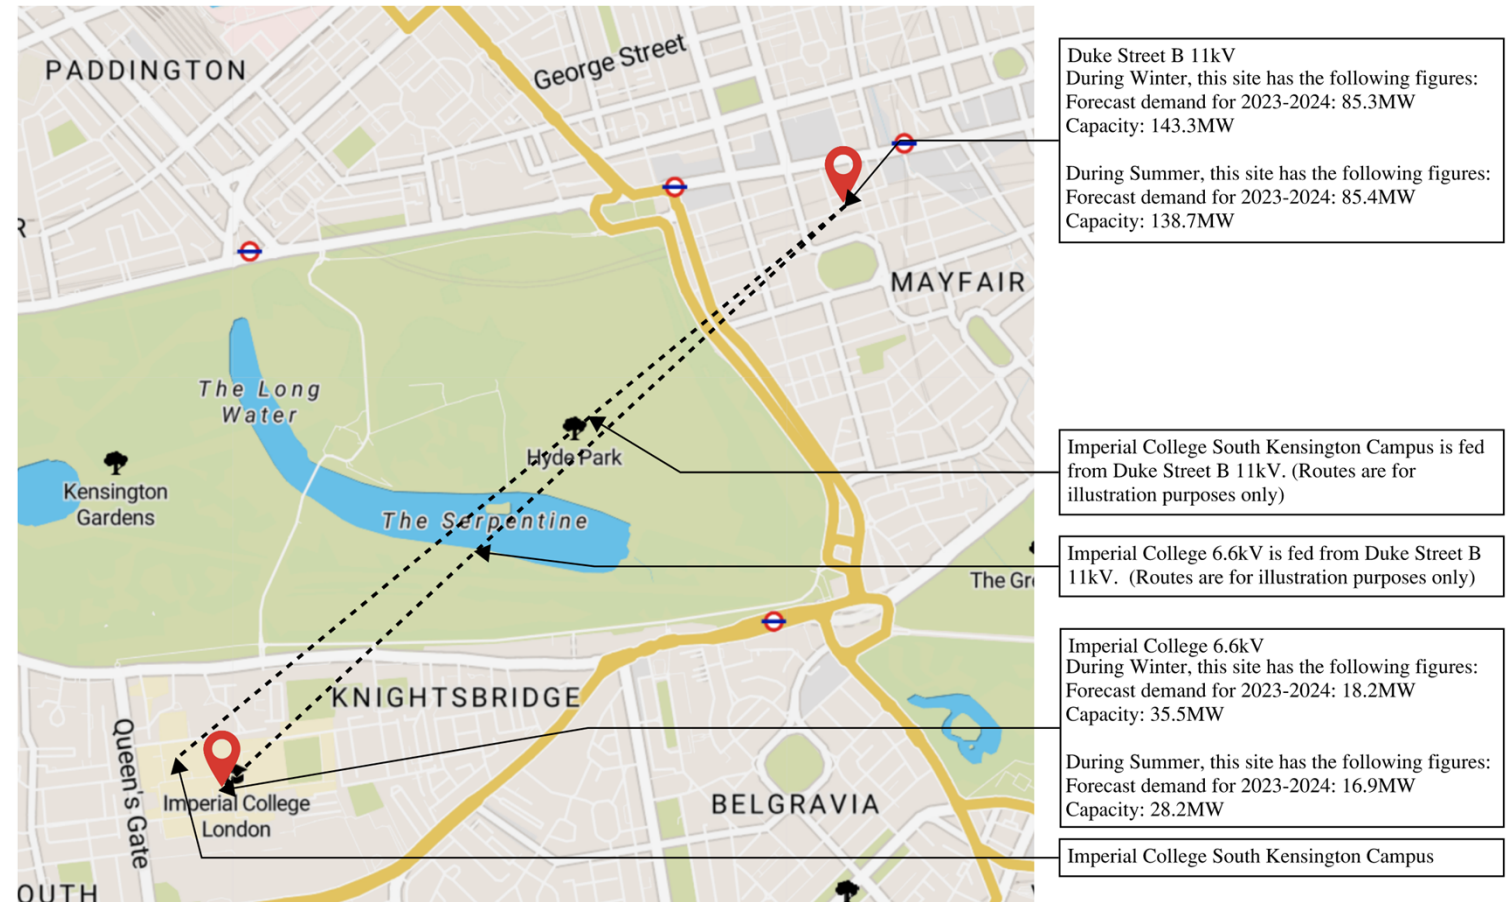 PADDINGTON
George Street
R
MAYFAIR
The Long
Water
Hyde Park
Kensington
Gardens
The Serpentine
The Gr
KNIGHTSBRIDGE
Queen's Gate
Imperial College
London
BELGRAVIA
OUTH
Duke Street B 11kV
During Winter, this site has the following figures:
Forecast demand for 2023-2024: 85.3MW
Capacity: 143.3MW
During Summer, this site has the following figures:
Forecast demand for 2023-2024: 85.4MW
Capacity: 138.7MW
Imperial College South Kensington Campus is fed
from Duke Street B 11kV. (Routes are for
illustration purposes only)
Imperial College 6.6kV is fed from Duke Street B
11kV.  (Routes are for illustration purposes only)
Imperial College 6.6kV
During Winter, this site has the following figures:
Forecast demand for 2023-2024: 18.2MW
Capacity: 35.5MW
During Summer, this site has the following figures:
Forecast demand for 2023-2024: 16.9MW
Capacity: 28.2MW
Imperial College South Kensington Campus